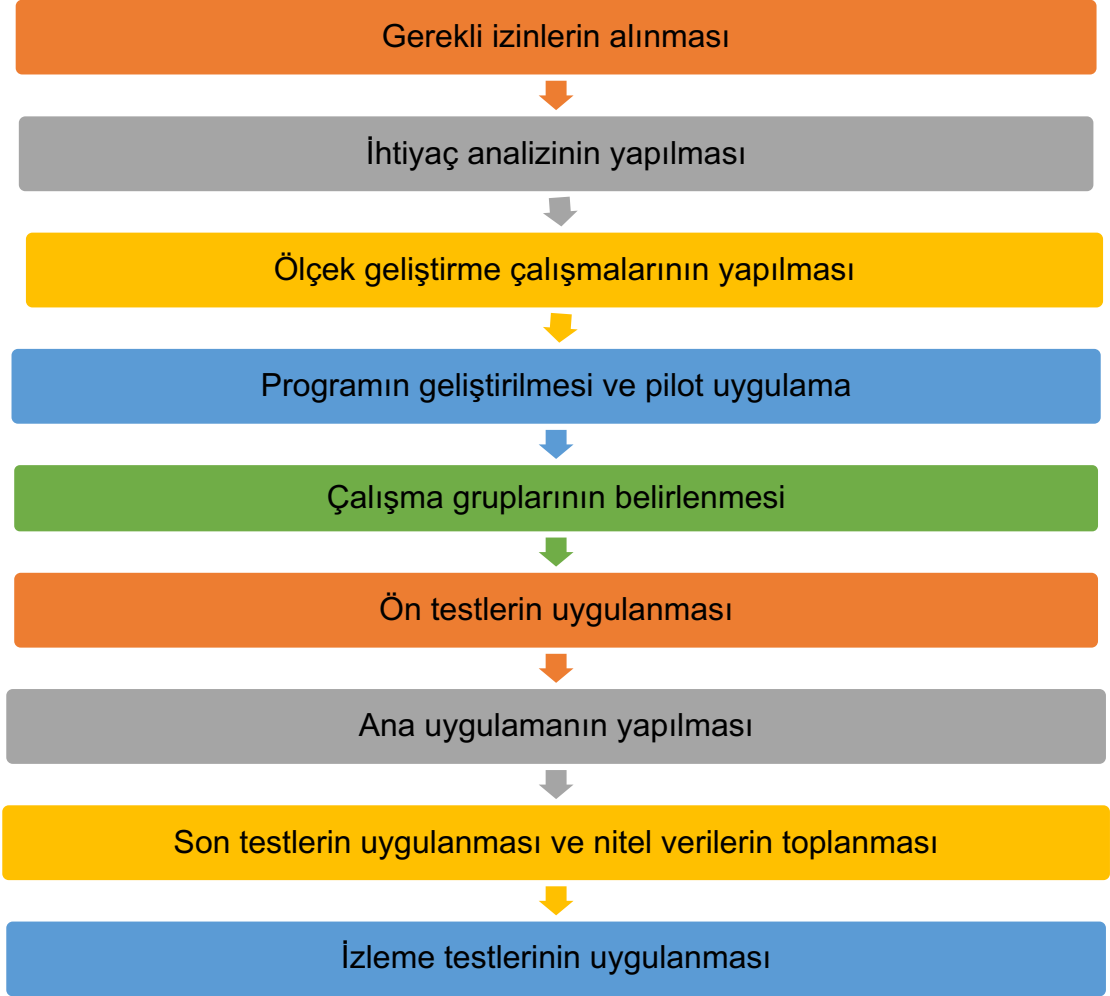 Gerekli izinlerin alınması
İhtiyaç analizinin yapılması
Ölçek geliştirme çalışmalarının yapılması
Programın geliştirilmesi ve pilot uygulama
Çalışma gruplarının belirlenmesi
Ön testlerin uygulanması
Ana uygulamanın yapılması
Son testlerin uygulanması ve nitel verilerin toplanması
İzleme testlerinin uygulanması